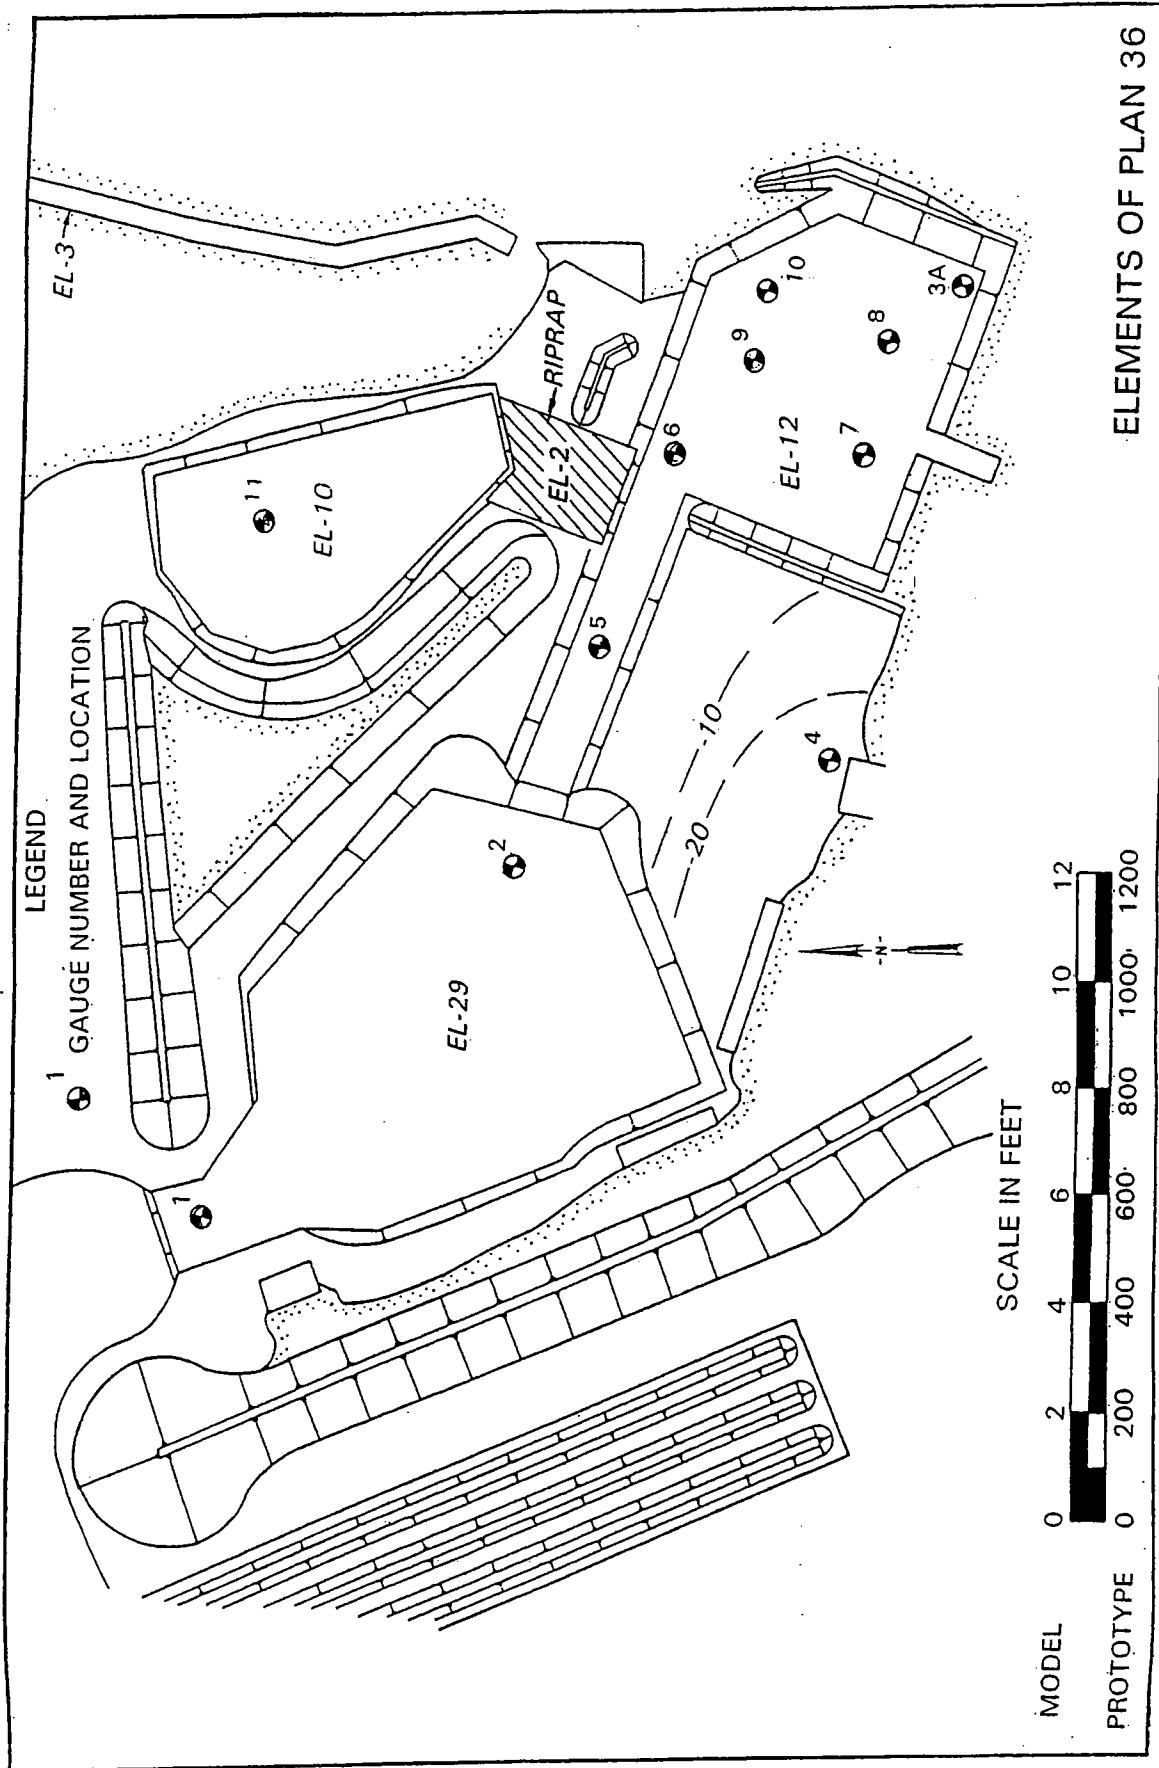 LEGEND
1 GAUGE NUMBER AND LOCATION
EL-3
11
EL-10
RIPRAP
EL-2
1
2
EL-29
5
6
9
10
EL-12
7
8
3A
-10
-20
4
-N-
SCALE IN FEET
MODEL 0 2 4 6 8 10 12
PROTOTYPE 0 200 400 600 800 1000 1200
ELEMENTS OF PLAN 36